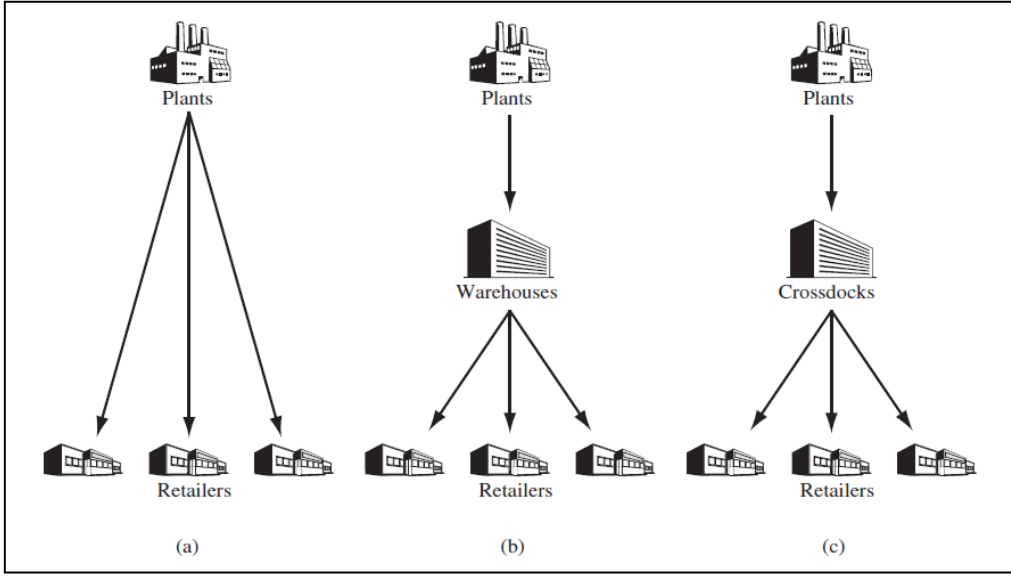 Plants
Plants
Plants
Warehouses
Crossdocks
Retailers
Retailers
Retailers
(a)
(b)
(c)